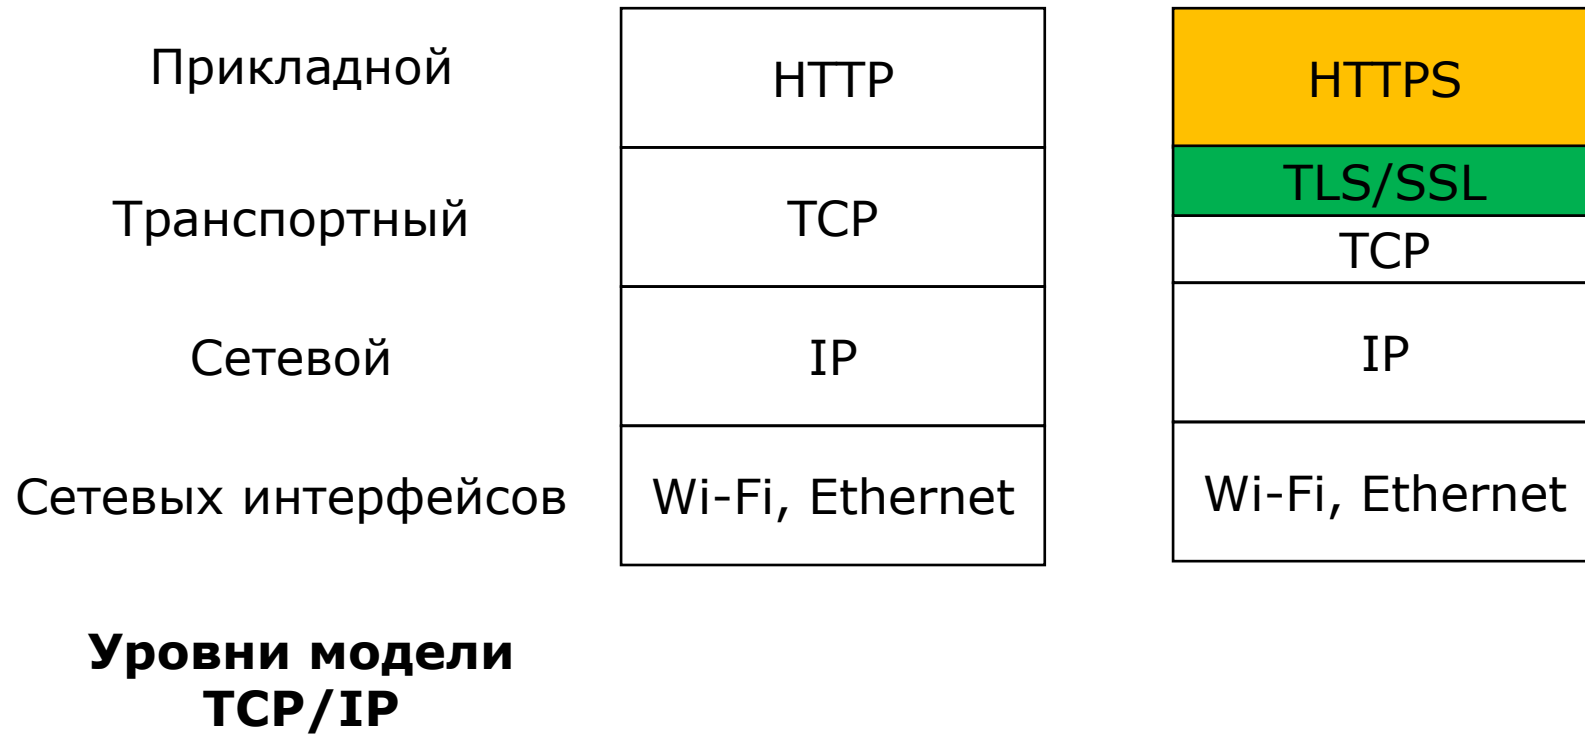 Прикладной
HTTP
HTTPS
TLS/SSL
Транспортный
TCP
TCP
Сетевой
IP
IP
Сетевых интерфейсов
Wi-Fi, Ethernet
Wi-Fi, Ethernet
Уровни модели
TCP/IP